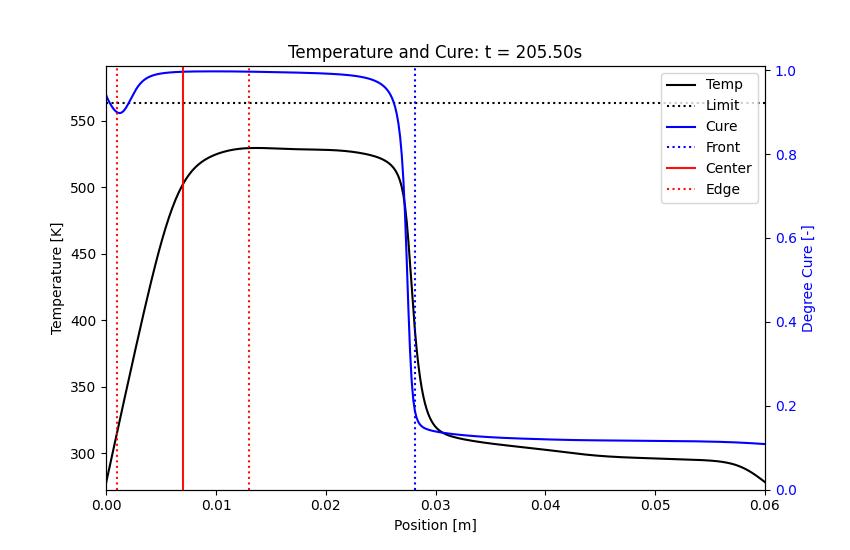 Temperature and Cure: t = 205.50s
Temp
Limit
Cure
Front
Center
Edge
550
500
450
400
350
300
Temperature [K]
1.0
0.8
0.6
0.4
0.2
0.0
Degree Cure [-]
0.00 0.01 0.02 0.03 0.04 0.05 0.06
Position [m]